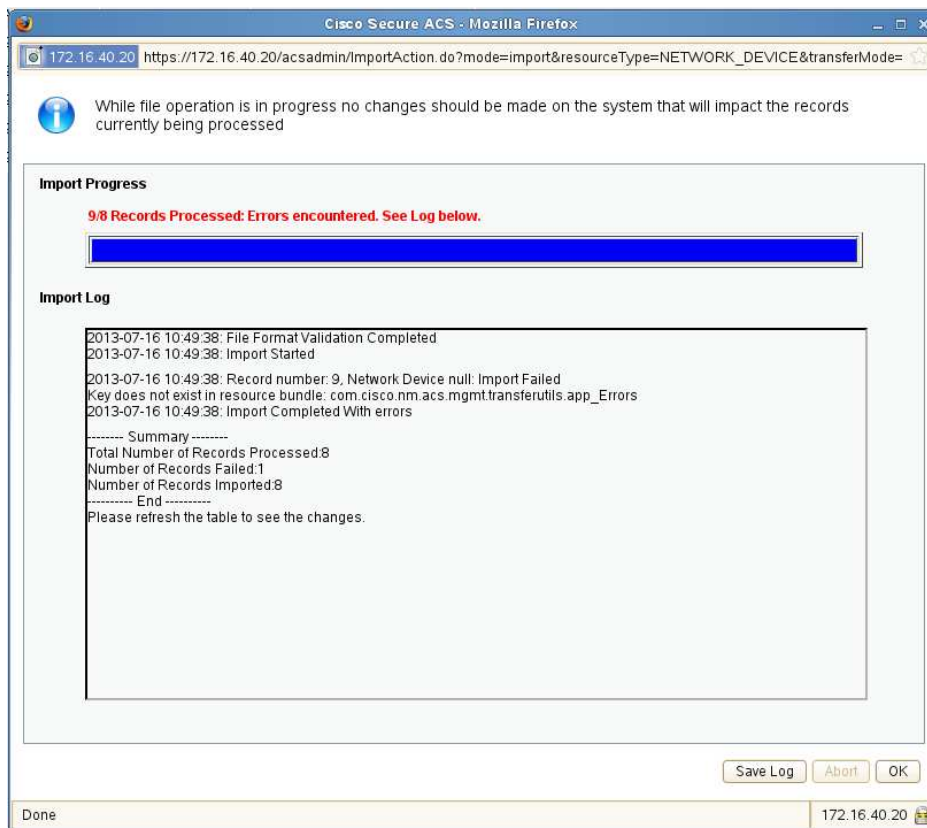 Cisco Secure ACS - Mozilla Firefox
172.16.40.20 https://172.16.40.20/acsadmin/ImportAction.do?mode=import&resourceType=NETWORK_DEVICE&transferMode=
While file operation is in progress no changes should be made on the system that will impact the records
currently being processed
Import Progress
9/8 Records Processed: Errors encountered. See Log below.
Import Log
2013-07-16 10:49:38: File Format Validation Completed
2013-07-16 10:49:38: Import Started
2013-07-16 10:49:38: Record number: 9, Network Device null: Import Failed
Key does not exist in resource bundle: com.cisco.nm.acs.mgmt.transferutils.app_Errors
2013-07-16 10:49:38: Import Completed With errors
-------- Summary --------
Total Number of Records Processed:8
Number of Records Failed:1
Number of Records Imported:8
---------- End ----------
Please refresh the table to see the changes.
Save Log Abort OK
Done 172.16.40.20